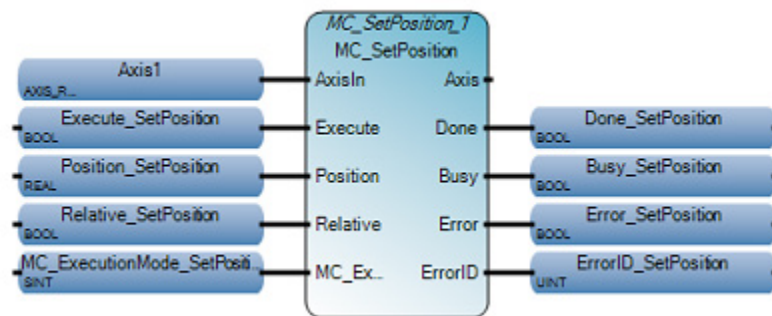 MC_SetPosition_1
MC_SetPosition
Axis1
AXIS_R...
AxisIn
Axis
Execute_SetPosition
BOOL
Execute
Done
Done_SetPosition
BOOL
Position_SetPosition
REAL
Position
Busy
Busy_SetPosition
BOOL
Relative_SetPosition
BOOL
Relative
Error
Error_SetPosition
BOOL
MC_ExecutionMode_SetPositi...
SINT
MC_Ex...
ErrorID
ErrorID_SetPosition
UINT